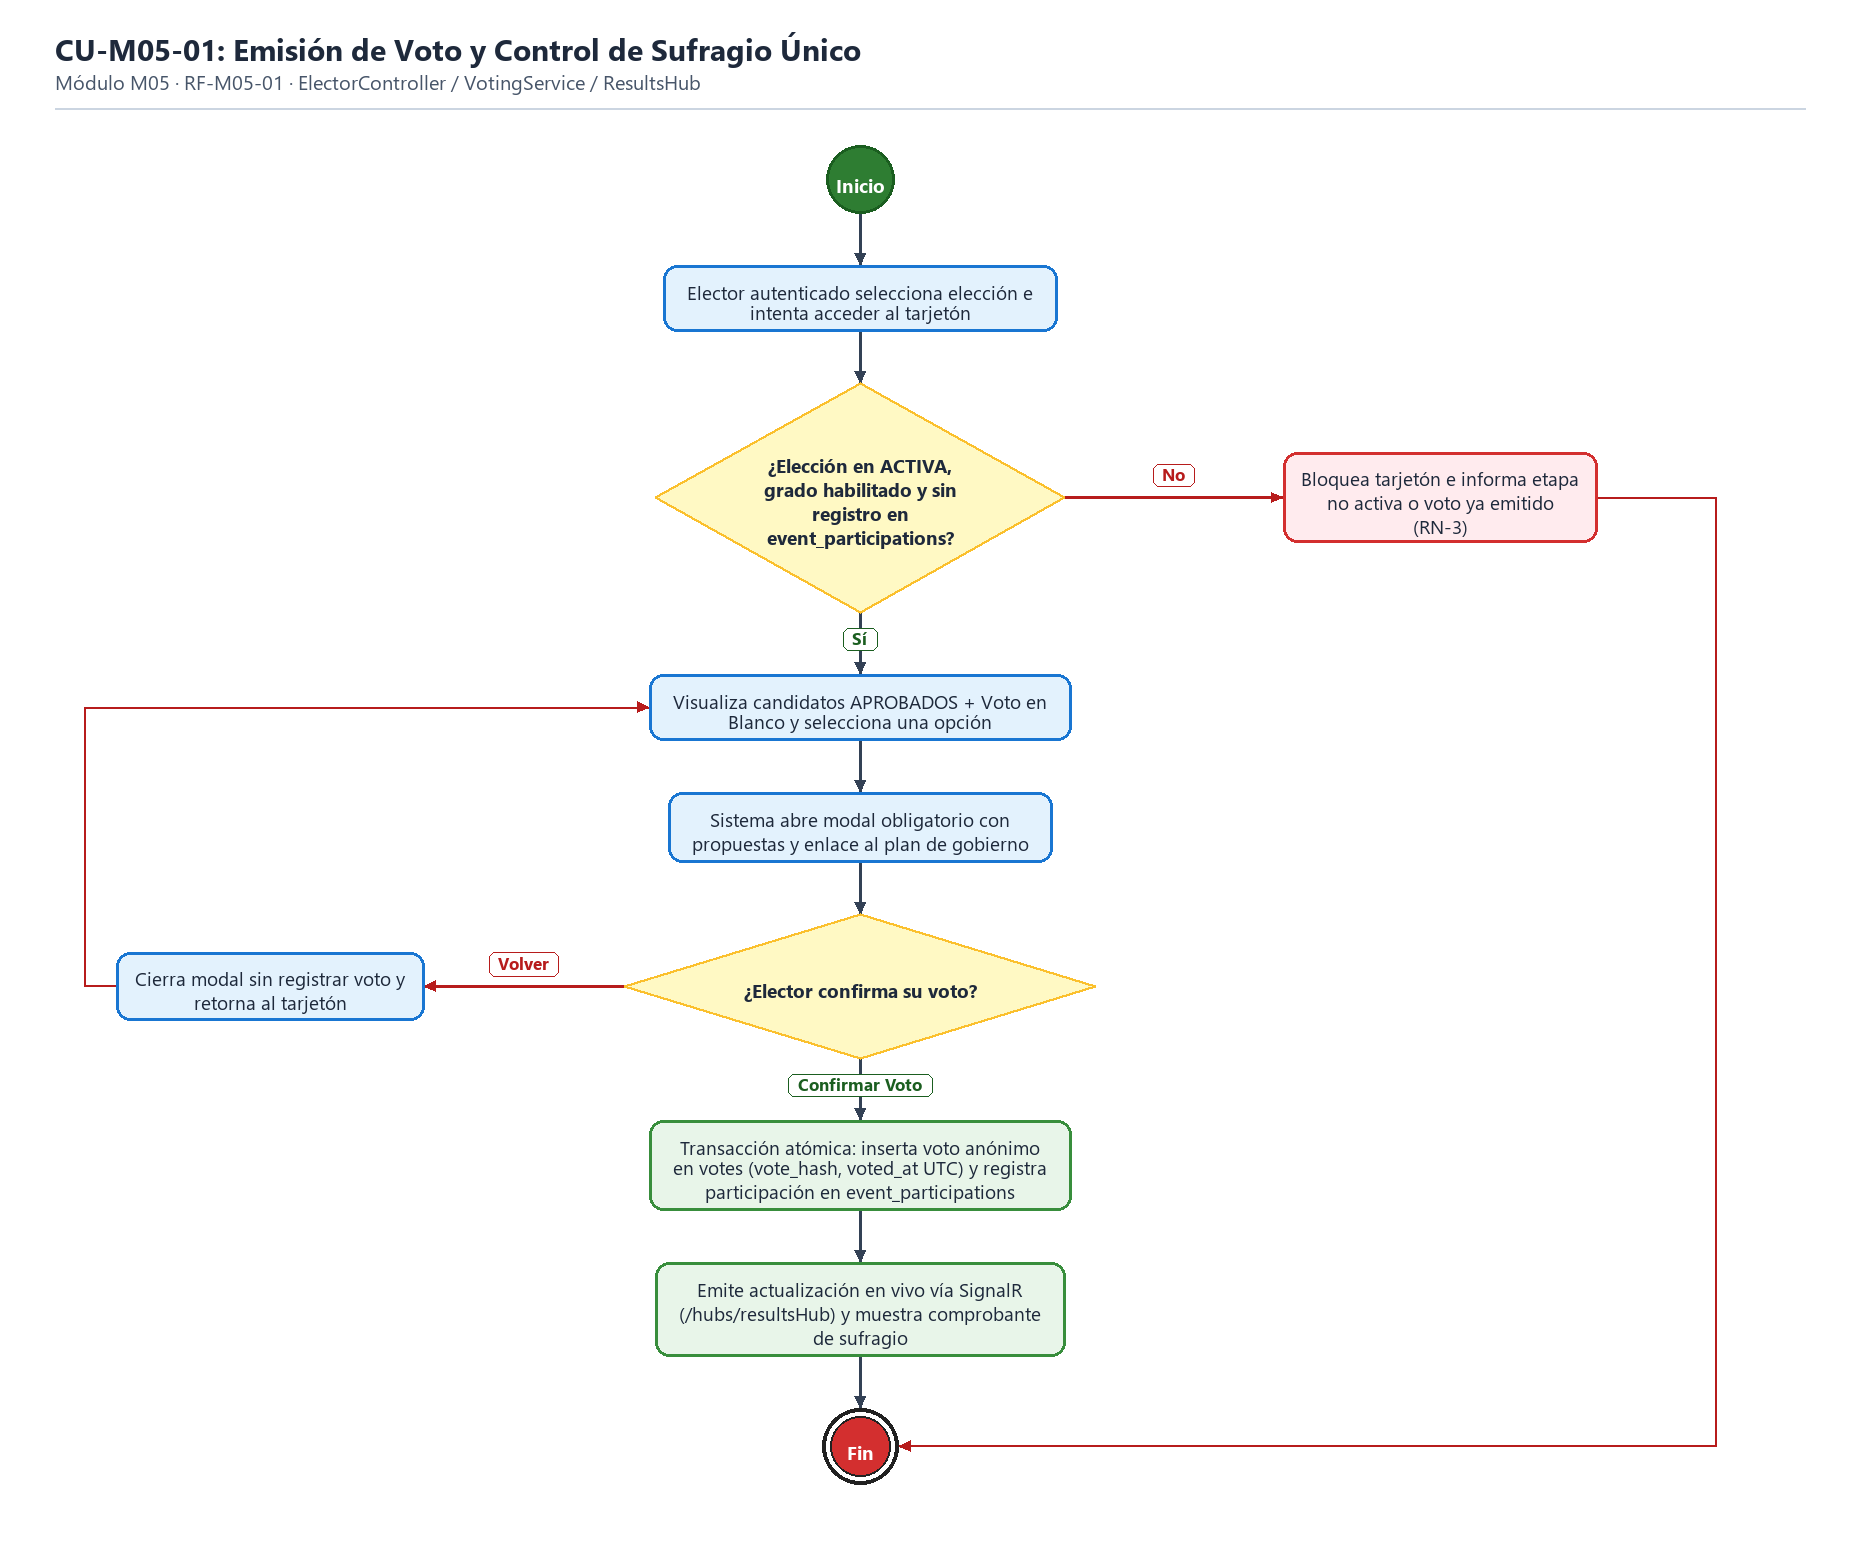 CU-M05-01: Emisión de Voto y Control de Sufragio Único
Módulo M05 · RF-M05-01 · ElectorController / VotingService / ResultsHub
Inicio
Elector autenticado selecciona elección e
intenta acceder al tarjetón
¿Elección en ACTIVA,
grado habilitado y sin
registro en
event_participations?
No
Bloquea tarjetón e informa etapa
no activa o voto ya emitido
(RN-3)
Sí
Visualiza candidatos APROBADOS + Voto en
Blanco y selecciona una opción
Sistema abre modal obligatorio con
propuestas y enlace al plan de gobierno
¿Elector confirma su voto?
Volver
Cierra modal sin registrar voto y
retorna al tarjetón
Confirmar Voto
Transacción atómica: inserta voto anónimo
en votes (vote_hash, voted_at UTC) y registra
participación en event_participations
Emite actualización en vivo vía SignalR
(/hubs/resultsHub) y muestra comprobante
de sufragio
Fin